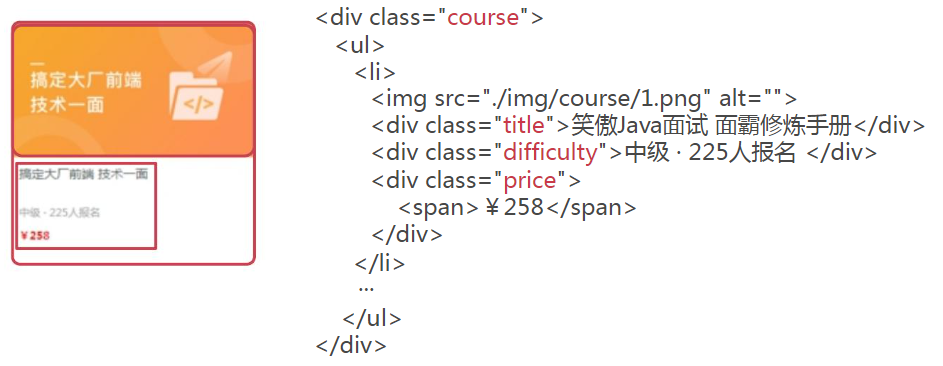 搞定大厂前端
技术一面
</>
搞定大厂前端 技术一面
中级 · 225人报名
￥258
<div class="course">
<ul>
<li>
<img src="./img/course/1.png" alt="">
<div class="title">笑傲Java面试 面霸修炼手册</div>
<div class="difficulty">中级 · 225人报名 </div>
<div class="price">
<span>￥258</span>
</div>
</li>
...
</ul>
</div>